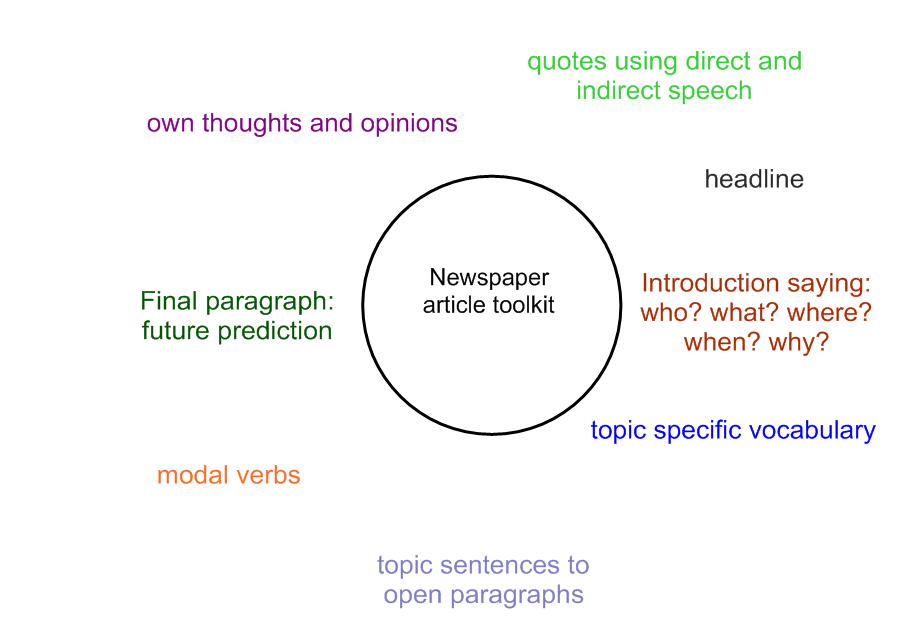 quotes using direct and
indirect speech
own thoughts and opinions
headline
Newspaper
article toolkit
Introduction saying:
who? what? where?
when? why?
Final paragraph:
future prediction
topic specific vocabulary
modal verbs
topic sentences to
open paragraphs